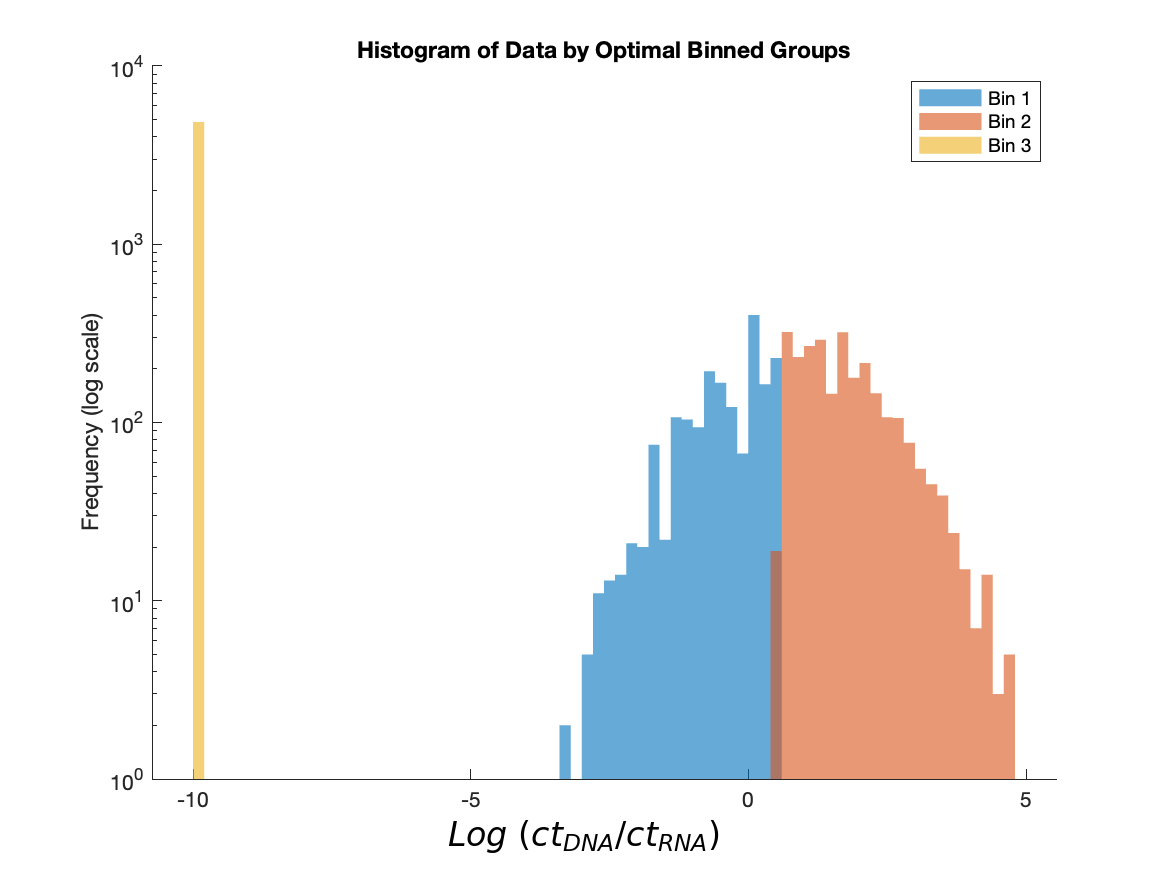 Histogram of Data by Optimal Binned Groups
10^4
10^3
10^2
10^1
10^0
Frequency (log scale)
Bin 1
Bin 2
Bin 3
-10
-5
0
5
Log (ct_DNA/ct_RNA)